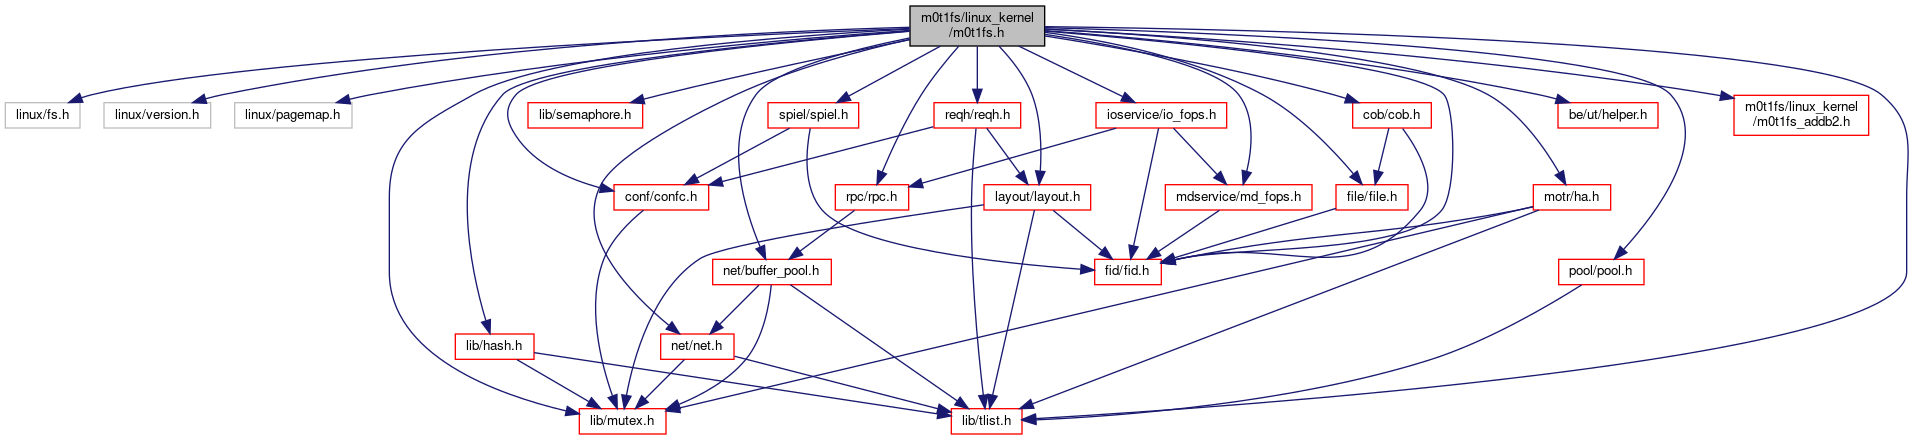 m0t1fs/linux_kernel
/m0t1fs.h
linux/fs.h
linux/version.h
linux/pagemap.h
lib/semaphore.h
spiel/spiel.h
reqh/reqh.h
ioservice/io_fops.h
cob/cob.h
be/ut/helper.h
m0t1fs/linux_kernel
/m0t1fs_addb2.h
conf/confc.h
rpc/rpc.h
layout/layout.h
mdservice/md_fops.h
file/file.h
motr/ha.h
net/buffer_pool.h
fid/fid.h
pool/pool.h
lib/hash.h
net/net.h
lib/mutex.h
lib/tlist.h